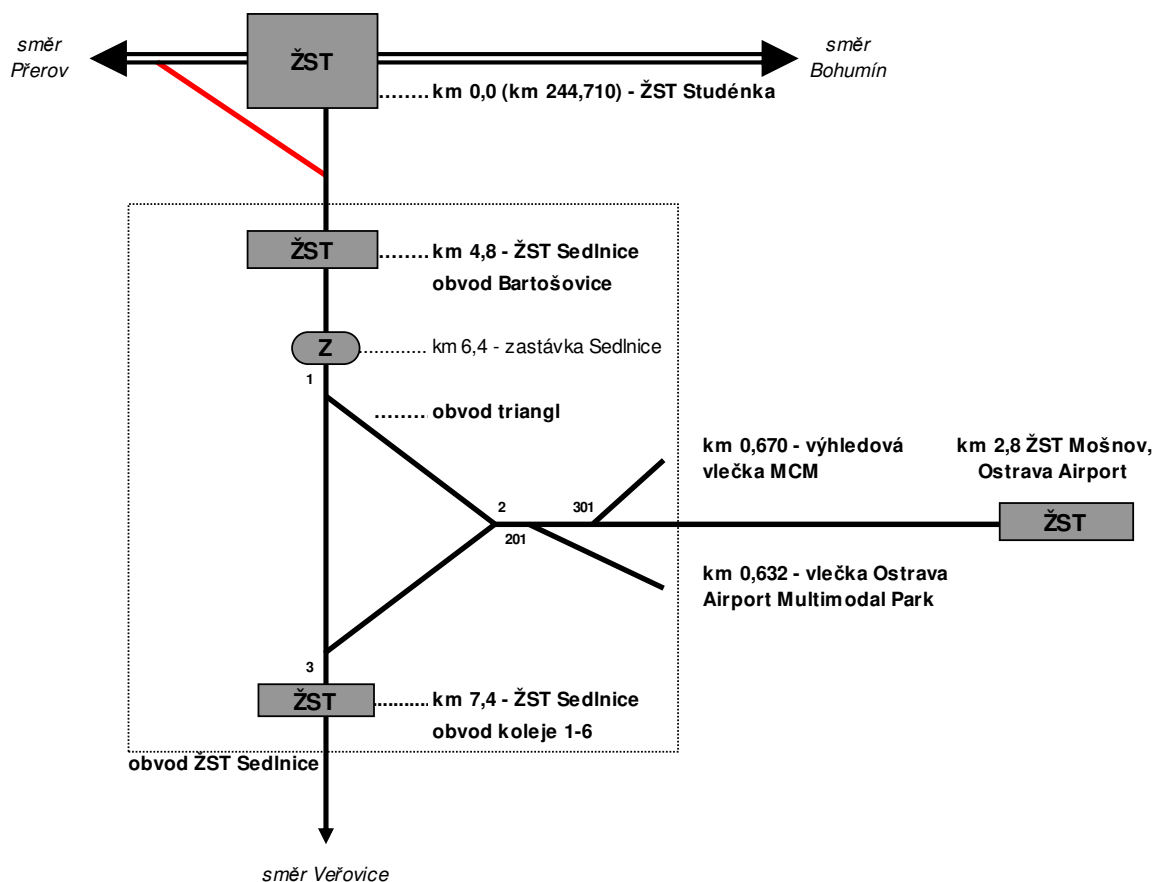 směr
Přerov
ŽST
směr
Bohumín
........ km 0,0 (km 244,710) - ŽST Studénka
ŽST
........ km 4,8 - ŽST Sedlnice
obvod Bartošovice
Z
............. km 6,4 - zastávka Sedlnice
1
........ obvod triangl
km 0,670 - výhledová
vlečka MCM
km 2,8 ŽST Mošnov,
Ostrava Airport
2
301
201
ŽST
km 0,632 - vlečka Ostrava
Airport Multimodal Park
3
ŽST
........... km 7,4 - ŽST Sedlnice
obvod koleje 1-6
obvod ŽST Sedlnice
směr Veřovice